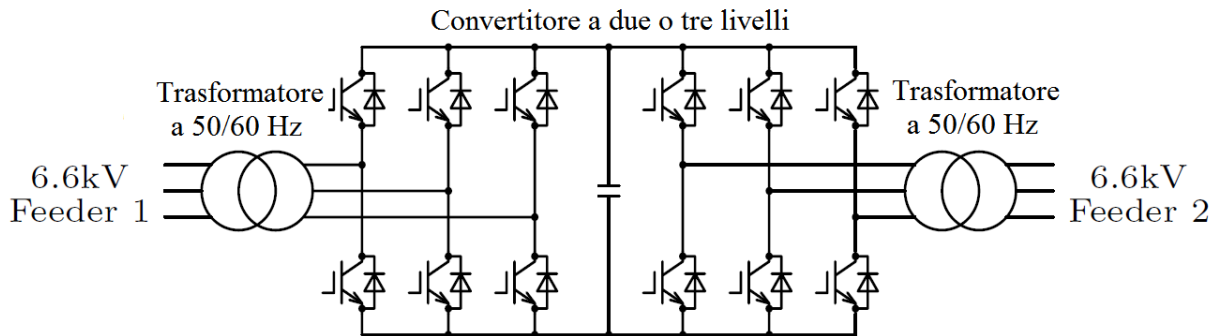 Convertitore a due o tre livelli
Trasformatore
a 50/60 Hz
Trasformatore
a 50/60 Hz
6.6kV
Feeder 1
6.6kV
Feeder 2